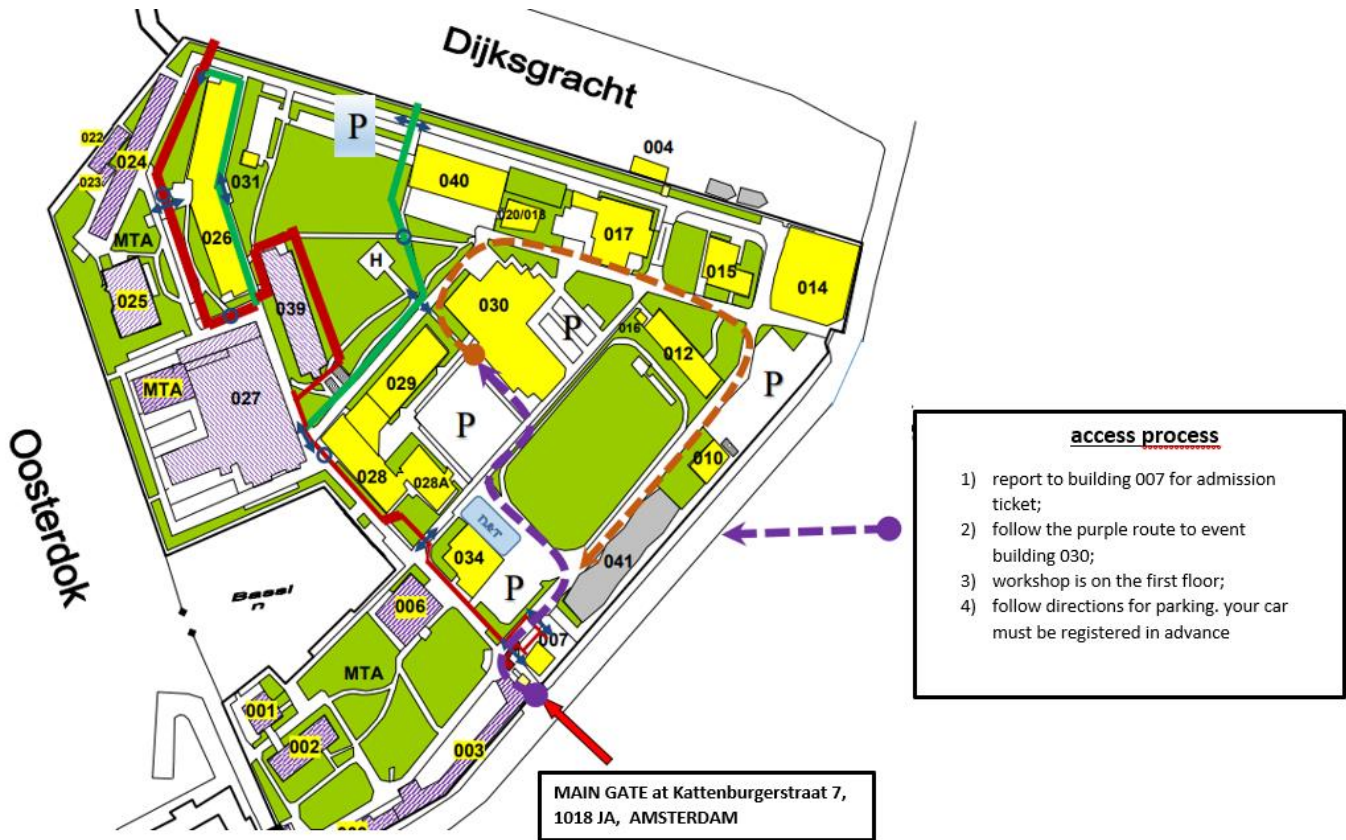 Dijksgracht
P
004
022
024
023
031
040
020/018
017
MTA
026
H
015
014
025
039
030
P
016
012
P
MTA
027
029
P
010
Oosterdok
028
028A
D&T
034
041
P
Bassi
n
006
007
MTA
001
002
003
access process
1) report to building 007 for admission
ticket;
2) follow the purple route to event
building 030;
3) workshop is on the first floor;
4) follow directions for parking. your car
must be registered in advance
MAIN GATE at Kattenburgerstraat 7,
1018 JA, AMSTERDAM